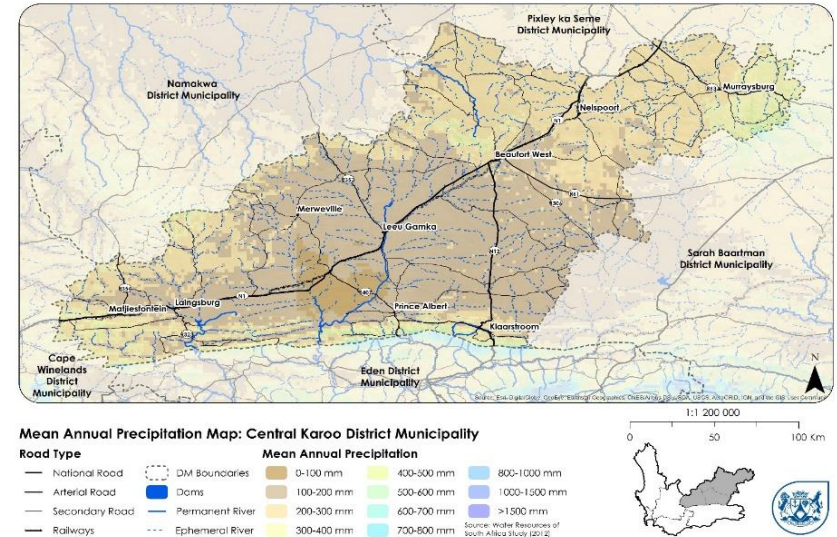 Pixley ka Seme
District Municipality
Namakwa
District Municipality
Murraysburg
Nelspoort
N1
Beaufort West
Merweville
Leeu Gamka
N12
Sarah Baartman
District Municipality
Laingsburg
N1
Prince Albert
Matjiesfontein
Klaarstroom
Cape
Winelands
District
Municipality
Eden District
Municipality
N
1:1 200 000
0 50 100 Km
Mean Annual Precipitation Map: Central Karoo District Municipality
Road Type
National Road
Arterial Road
Secondary Road
Railways
DM Boundaries
Dams
Permanent River
Ephemeral River
Mean Annual Precipitation
0-100 mm
100-200 mm
200-300 mm
300-400 mm
400-500 mm
500-600 mm
600-700 mm
700-800 mm
800-1000 mm
1000-1500 mm
>1500 mm
Source: Water Resources of
South Africa Study (2012)